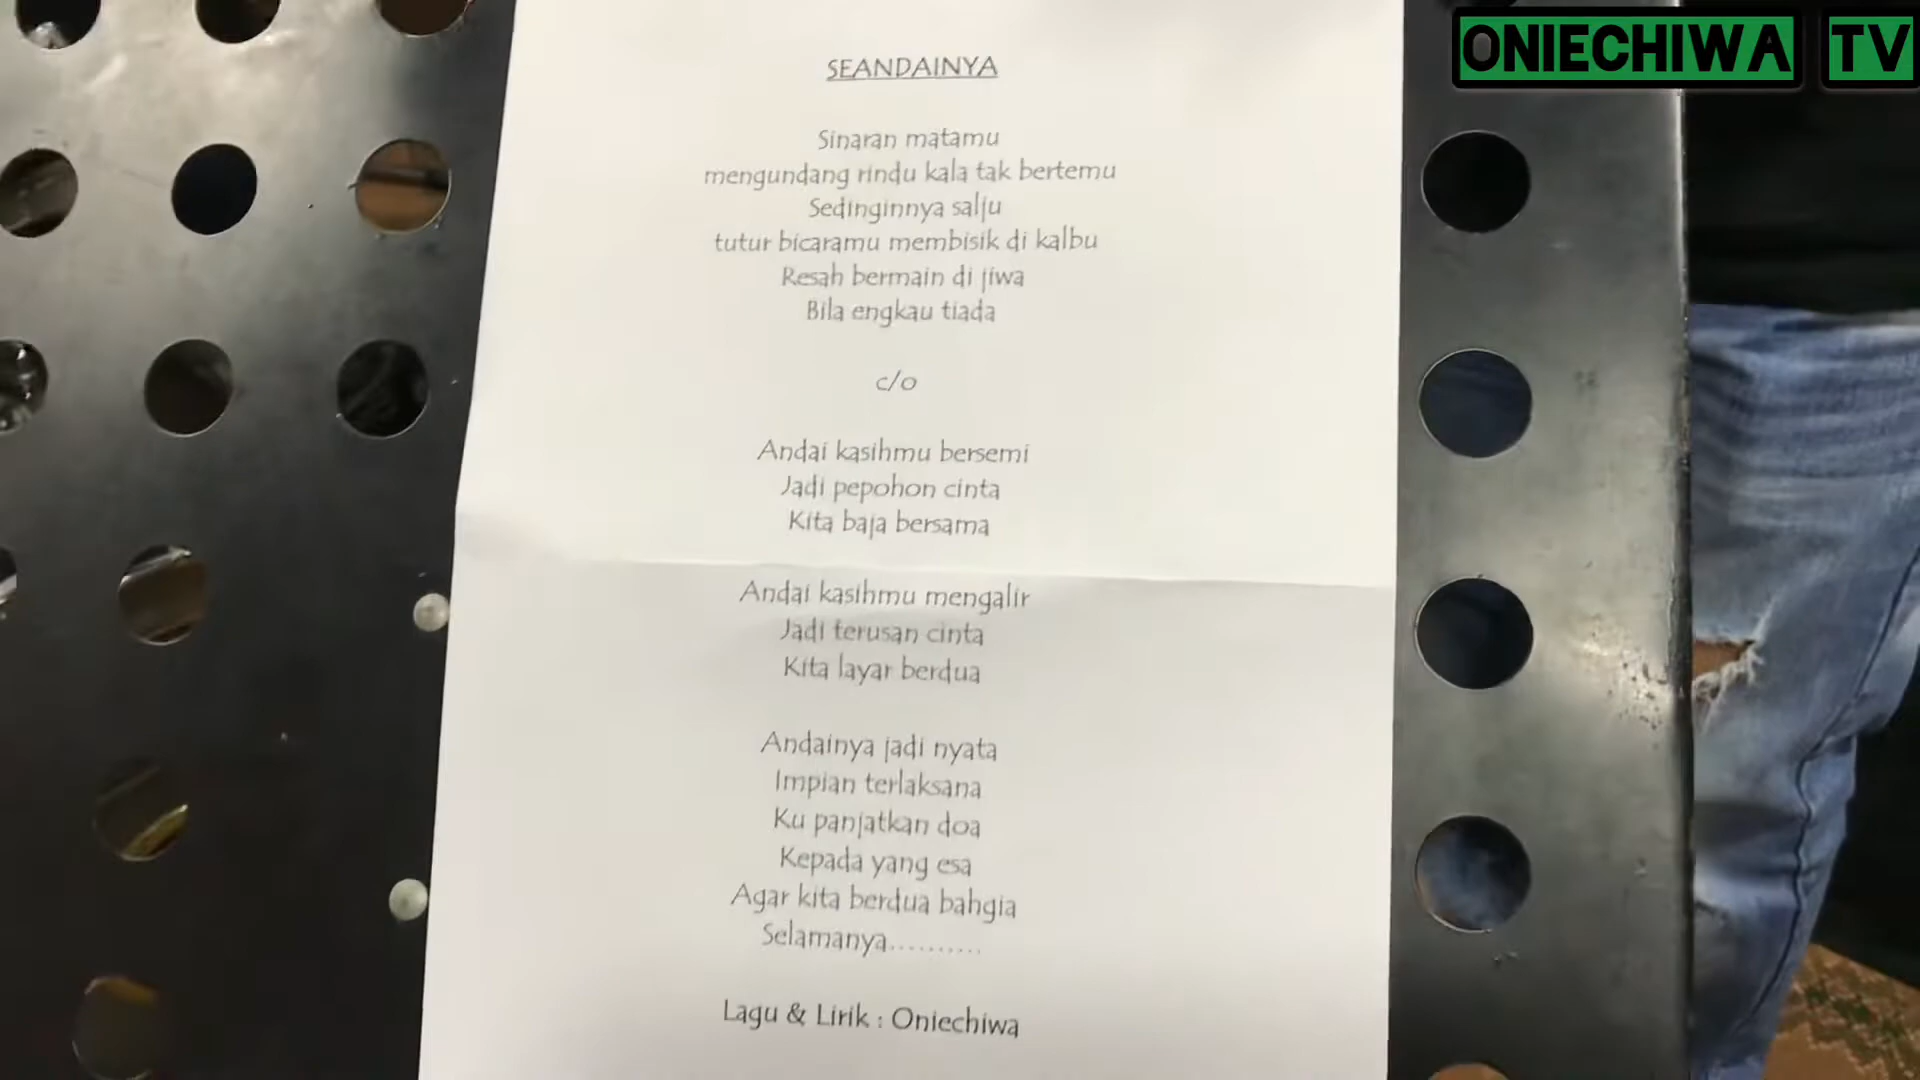 ONIECHIWA TV
SEANDAINYA
Sinaran matamu
mengundang rindu kala tak bertemu
Sedinginnya salju
tutur bicaramu membisik di kalbu
Resah bermain di jiwa
Bila engkau tiada
c/o
Andai kasihmu bersemi
Jadi pepohon cinta
Kita baja bersama
Andai kasihmu mengalir
Jadi terusan cinta
Kita layar berdua
Andainya jadi nyata
Impian terlaksana
Ku panjatkan doa
Kepada yang esa
Agar kita berdua bahgia
Selamanya..........
Lagu & Lirik : Oniechiwa